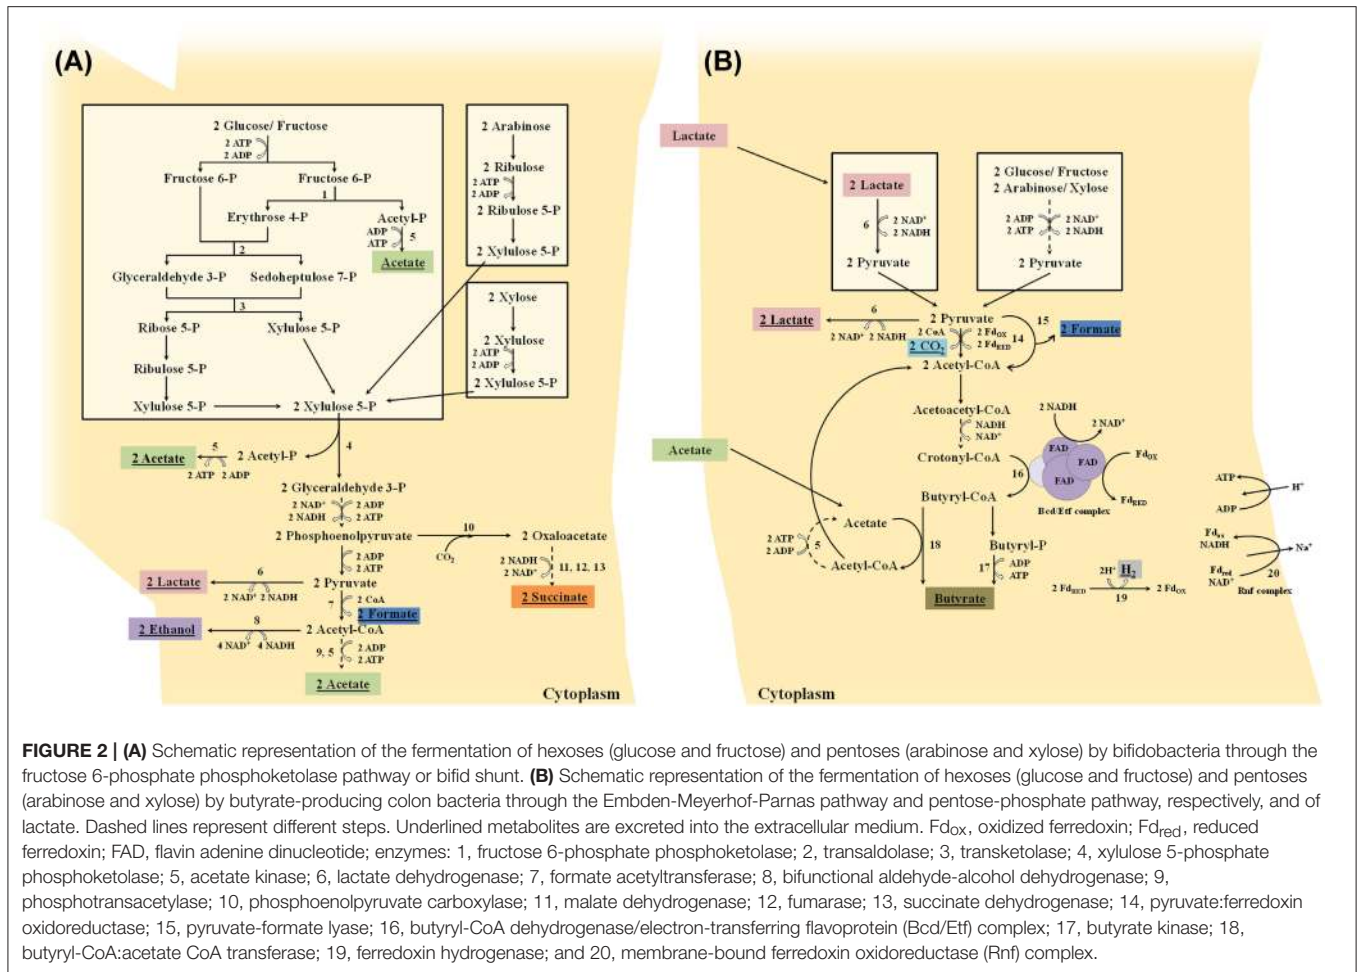 (A)
2 Glucose/ Fructose
2 ATP
2 ADP
Fructose 6-P
Fructose 6-P
1
Erythrose 4-P
Acetyl-P
ADP
ATP
5
Acetate
2
Glyceraldehyde 3-P
Sedoheptulose 7-P
3
Ribose 5-P
Xylulose 5-P
Ribulose 5-P
Xylulose 5-P
2 Xylulose 5-P
2 Arabinose
2 Ribulose
2 ATP
2 ADP
2 Ribulose 5-P
2 Xylulose 5-P
2 Xylose
2 Xylulose
2 ATP
2 ADP
2 Xylulose 5-P
4
2 Acetate
5
2 ATP 2 ADP
2 Acetyl-P
2 Glyceraldehyde 3-P
2 NAD⁺
2 NADH
2 ADP
2 ATP
2 Phosphoenolpyruvate
10
CO₂
2 Oxaloacetate
2 NADH
2 NAD⁺
11, 12, 13
2 Succinate
2 ADP
2 ATP
2 Lactate
6
2 NAD⁺ 2 NADH
2 Pyruvate
7
2 CoA
2 Formate
2 Ethanol
8
4 NAD⁺ 4 NADH
2 Acetyl-CoA
9, 5
2 ADP
2 ATP
2 Acetate
Cytoplasm
(B)
Lactate
2 Lactate
6
2 NAD⁺
2 NADH
2 Pyruvate
2 Glucose/ Fructose
2 Arabinose/ Xylose
2 ADP
2 ATP
2 NAD⁺
2 NADH
2 Pyruvate
2 Lactate
6
2 NAD⁺ 2 NADH
2 Pyruvate
2 CoA
2 CO₂
2 FdOX
2 FdRED
14
15
2 Formate
2 Acetyl-CoA
Acetoacetyl-CoA
NADH
NAD⁺
Crotonyl-CoA
16
2 NADH
2 NAD⁺
FAD
FAD
FAD
FdOX
FdRED
Bcd/Etf complex
Acetate
Butyryl-CoA
Acetate
2 ATP
2 ADP
5
Acetyl-CoA
18
Butyryl-P
17
ADP
ATP
Butyrate
2 FdRED
2H⁺
H₂
19
2 FdOX
ATP
ADP
H⁺
Fdox
NADH
Na⁺
Fdred
NAD⁺
20
Rnf complex
Cytoplasm
FIGURE 2 | (A) Schematic representation of the fermentation of hexoses (glucose and fructose) and pentoses (arabinose and xylose) by bifidobacteria through the
fructose 6-phosphate phosphoketolase pathway or bifid shunt. (B) Schematic representation of the fermentation of hexoses (glucose and fructose) and pentoses
(arabinose and xylose) by butyrate-producing colon bacteria through the Embden-Meyerhof-Parnas pathway and pentose-phosphate pathway, respectively, and of
lactate. Dashed lines represent different steps. Underlined metabolites are excreted into the extracellular medium. Fdox, oxidized ferredoxin; Fdred, reduced
ferredoxin; FAD, flavin adenine dinucleotide; enzymes: 1, fructose 6-phosphate phosphoketolase; 2, transaldolase; 3, transketolase; 4, xylulose 5-phosphate
phosphoketolase; 5, acetate kinase; 6, lactate dehydrogenase; 7, formate acetyltransferase; 8, bifunctional aldehyde-alcohol dehydrogenase; 9,
phosphotransacetylase; 10, phosphoenolpyruvate carboxylase; 11, malate dehydrogenase; 12, fumarase; 13, succinate dehydrogenase; 14, pyruvate:ferredoxin
oxidoreductase; 15, pyruvate-formate lyase; 16, butyryl-CoA dehydrogenase/electron-transferring flavoprotein (Bcd/Etf) complex; 17, butyrate kinase; 18,
butyryl-CoA:acetate CoA transferase; 19, ferredoxin hydrogenase; and 20, membrane-bound ferredoxin oxidoreductase (Rnf) complex.